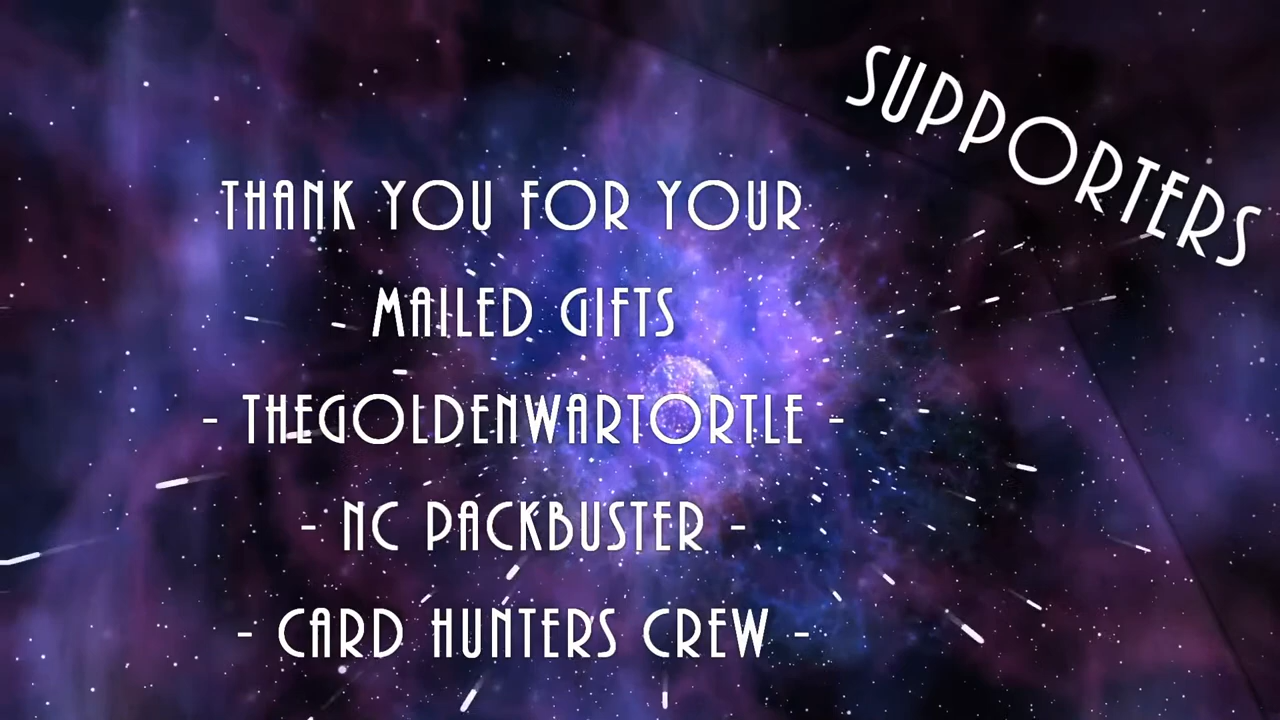 SUPPORTERS
THANK YOU FOR YOUR
MAILED GIFTS
- THEGOLDENWARTORTLE -
- NC PACKBUSTER -
- CARD HUNTERS CREW -